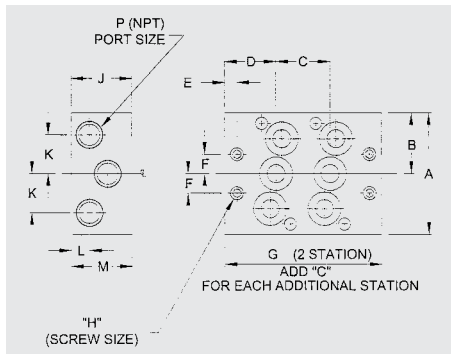 P (NPT)
PORT SIZE
J
D
C
E
K
F
B
A
K
F
L
M
G (2 STATION)
ADD "C"
FOR EACH ADDITIONAL STATION
"H"
(SCREW SIZE)